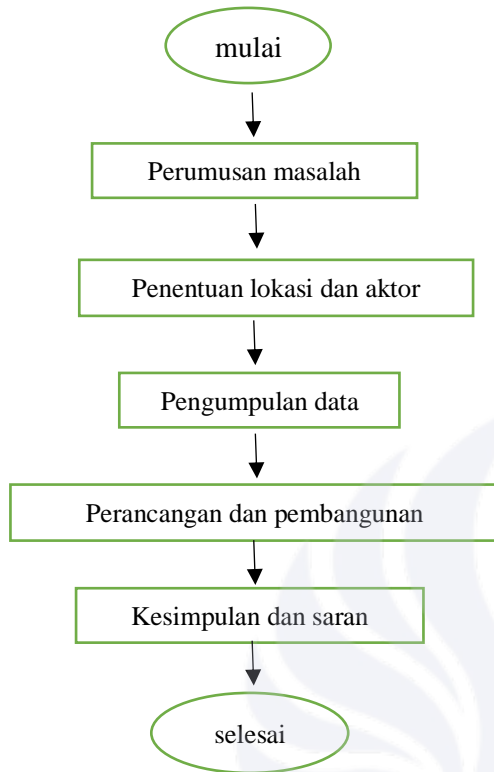 mulai
Perumusan masalah
Penentuan lokasi dan aktor
Pengumpulan data
Perancangan dan pembangunan
Kesimpulan dan saran
selesai